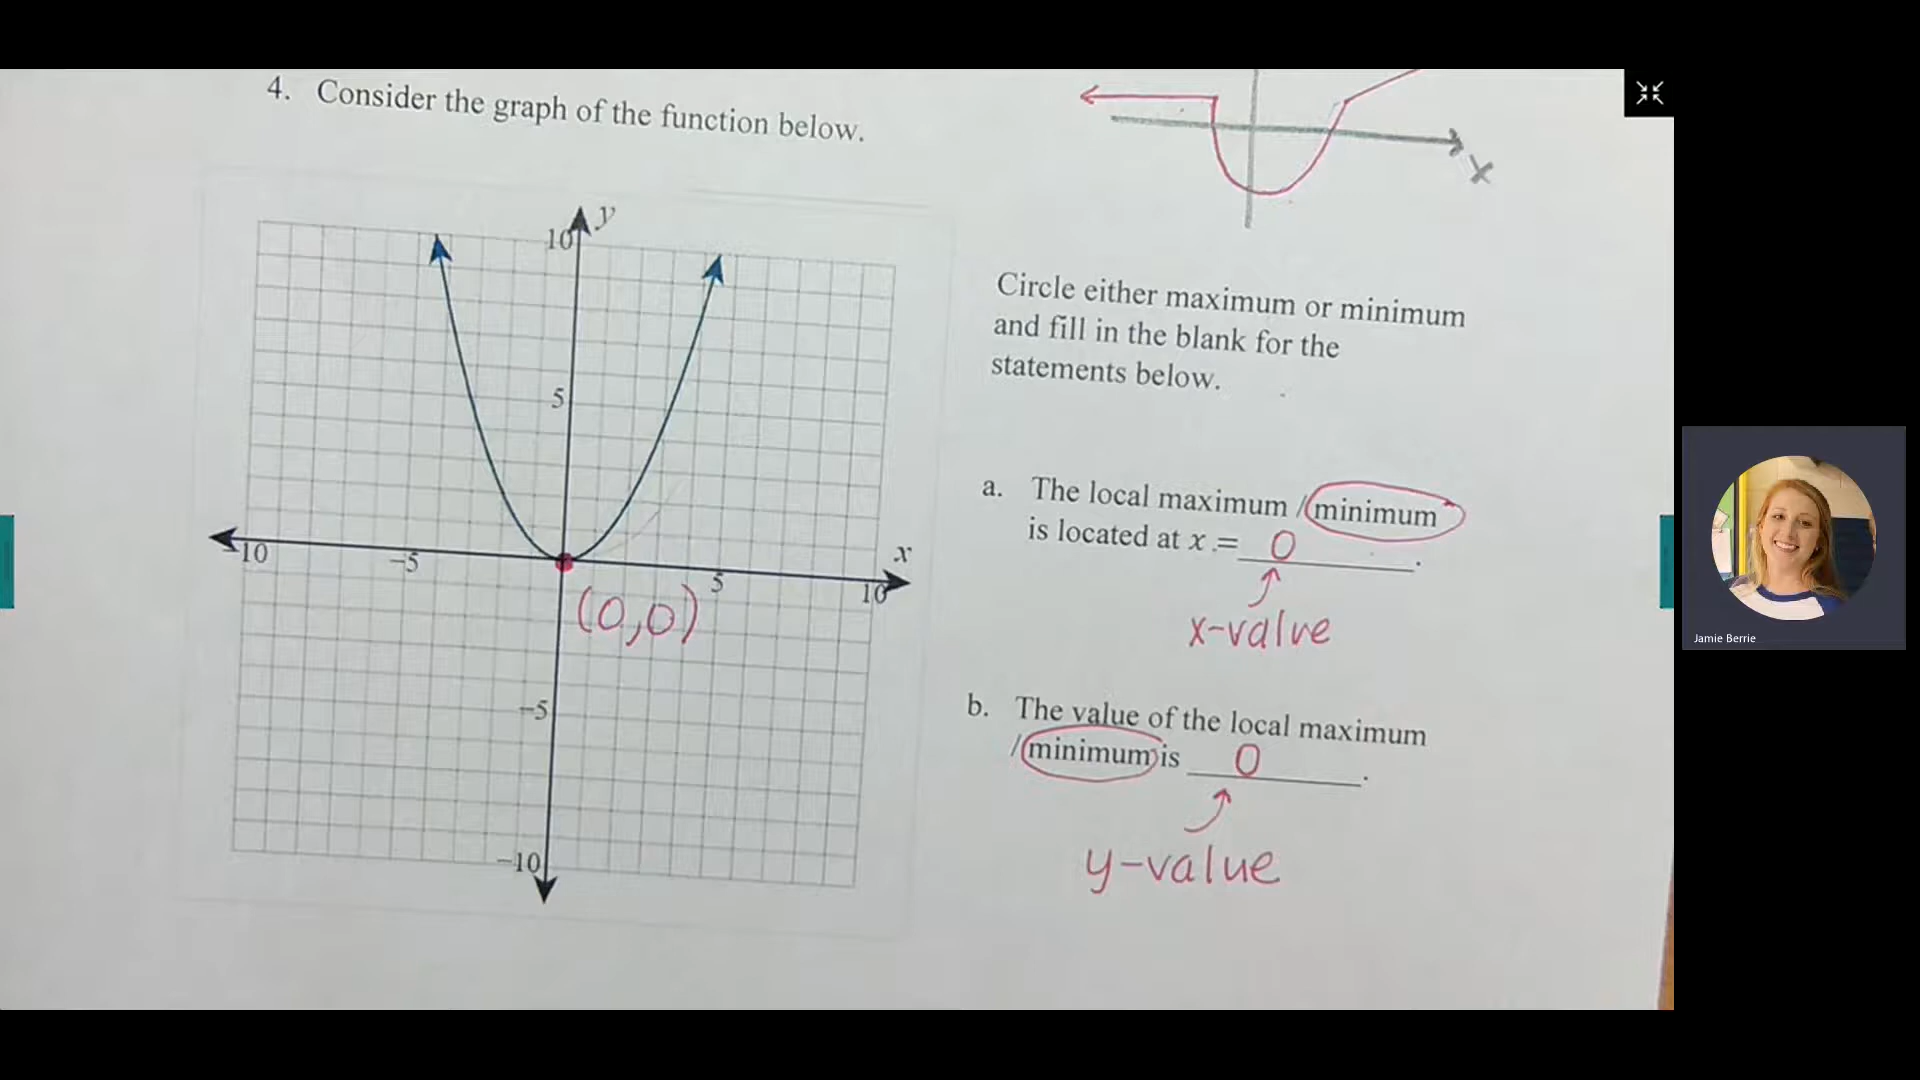 4. Consider the graph of the function below.
x
y
10
5
-10
-5
5
10
x
(0,0)
-5
-10
Circle either maximum or minimum
and fill in the blank for the
statements below.
a. The local maximum / minimum
is located at x = 0.
x-value
b. The value of the local maximum
/ minimum is 0.
y-value
Jamie Berrie